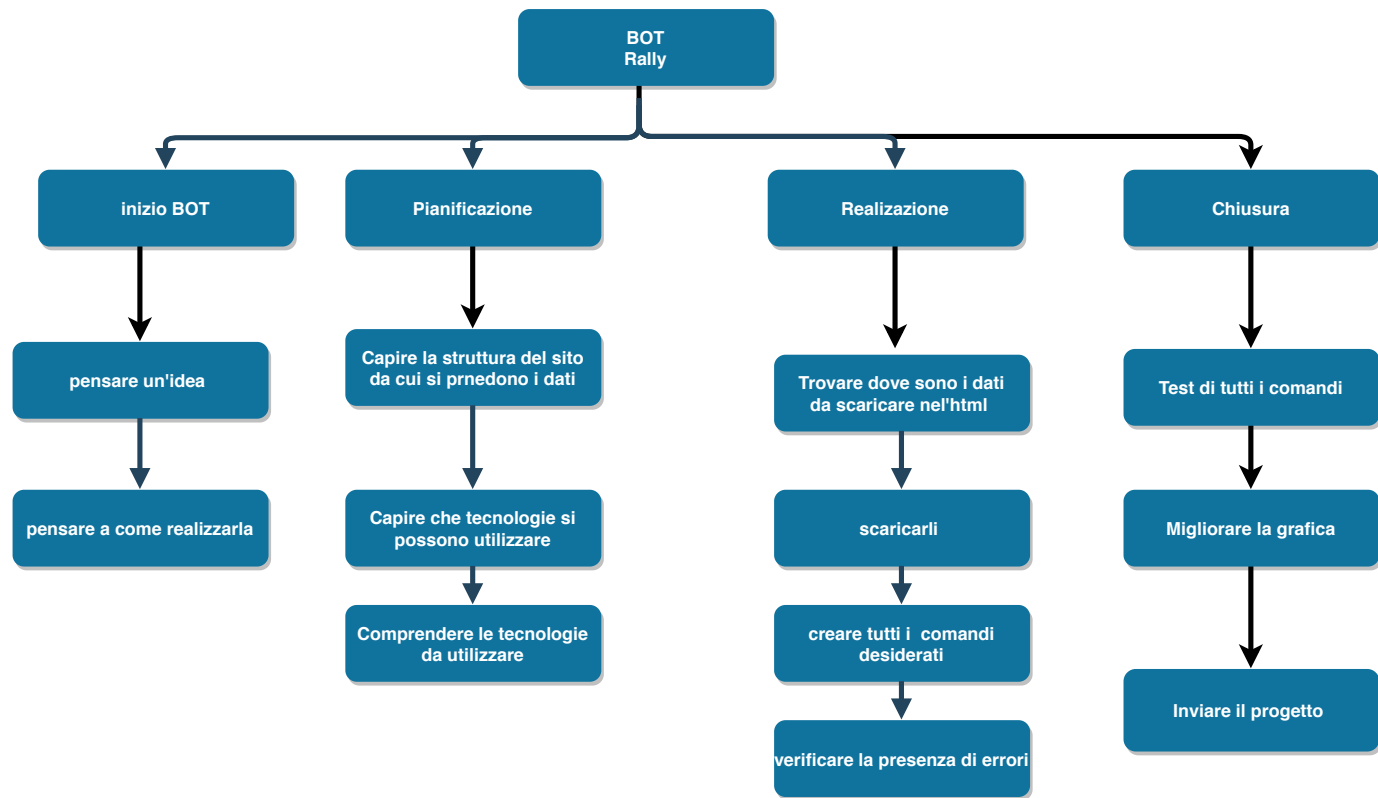 BOT
Rally
inizio BOT
Pianificazione
Realizazione
Chiusura
pensare un'idea
pensare a come realizzarla
Capire la struttura del sito
da cui si prnedono i dati
Capire che tecnologie si
possono utilizzare
Comprendere le tecnologie
da utilizzare
Trovare dove sono i dati
da scaricare nel'html
scaricarli
creare tutti i  comandi
desiderati
verificare la presenza di errori
Test di tutti i comandi
Migliorare la grafica
Inviare il progetto